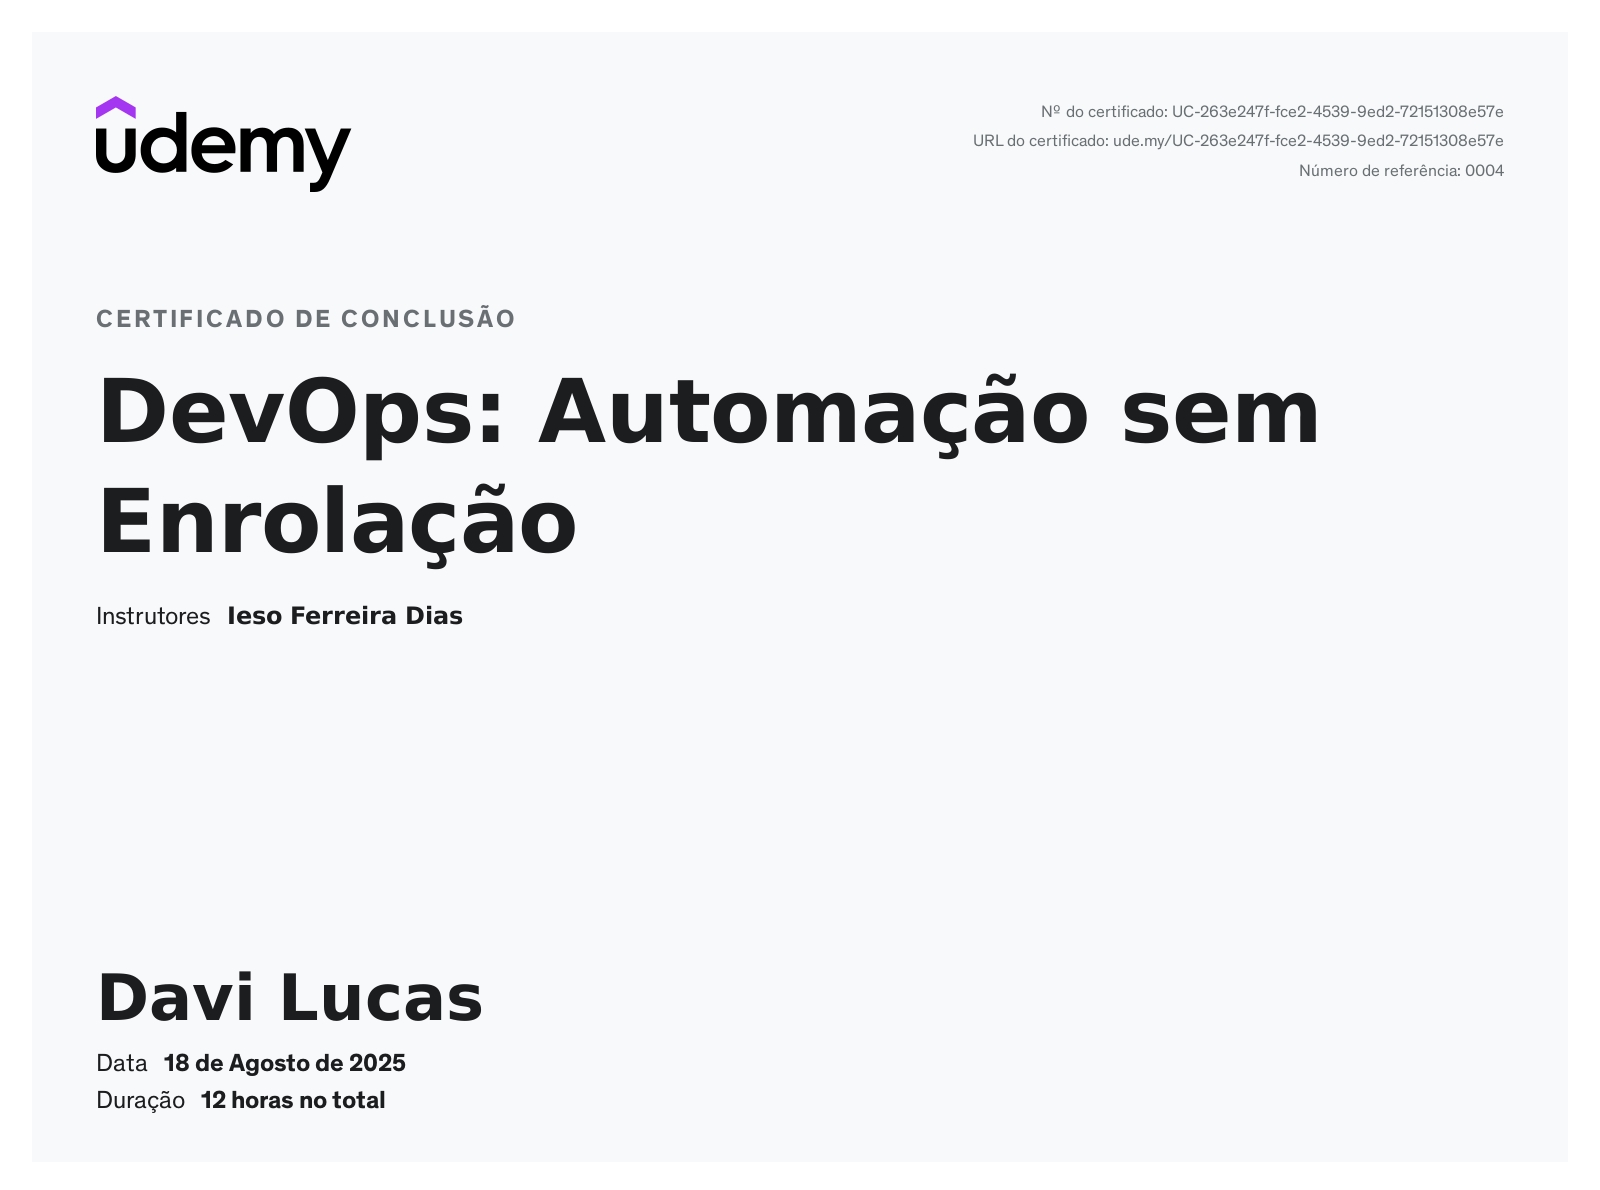 udemy
Nº do certificado: UC-263e247f-fce2-4539-9ed2-72151308e57e
URL do certificado: ude.my/UC-263e247f-fce2-4539-9ed2-72151308e57e
Número de referência: 0004
CERTIFICADO DE CONCLUSÃO
DevOps: Automação sem
Enrolação
Instrutores Ieso Ferreira Dias
Davi Lucas
Data 18 de Agosto de 2025
Duração 12 horas no total